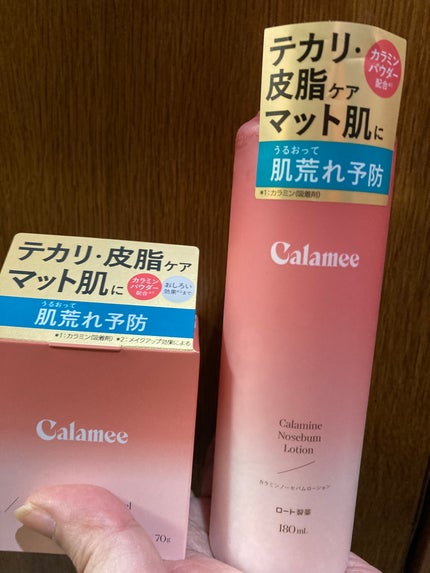 テカリ・
皮脂ケア
マット肌に
カラミン
パウダー
配合*1
うるおって
肌荒れ予防
*1:カラミン(吸着剤)
Calamee
Calamine
Nosebum
Lotion
カラミンノーセバムローション
ロート製薬
180mL
テカリ・皮脂ケア
マット肌に
カラミン
パウダー
配合*1
おしろい
効果*2まで
うるおって
肌荒れ予防
*1:カラミン(吸着剤) *2:メイクアップ効果による
Calamee
70g